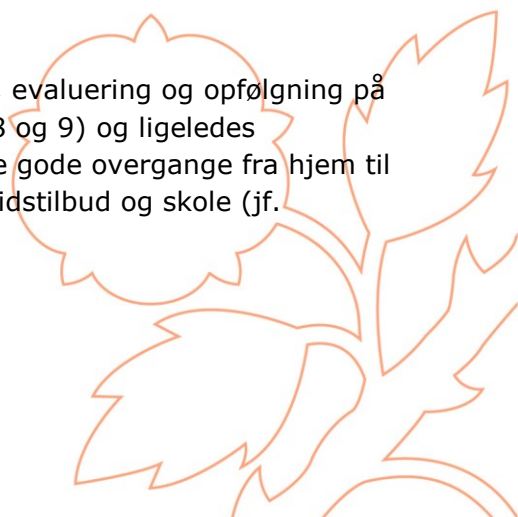 evaluering og opfølgning på
og 9) og ligeledes
gode overgange fra hjem til
idstilbud og skole (jf.